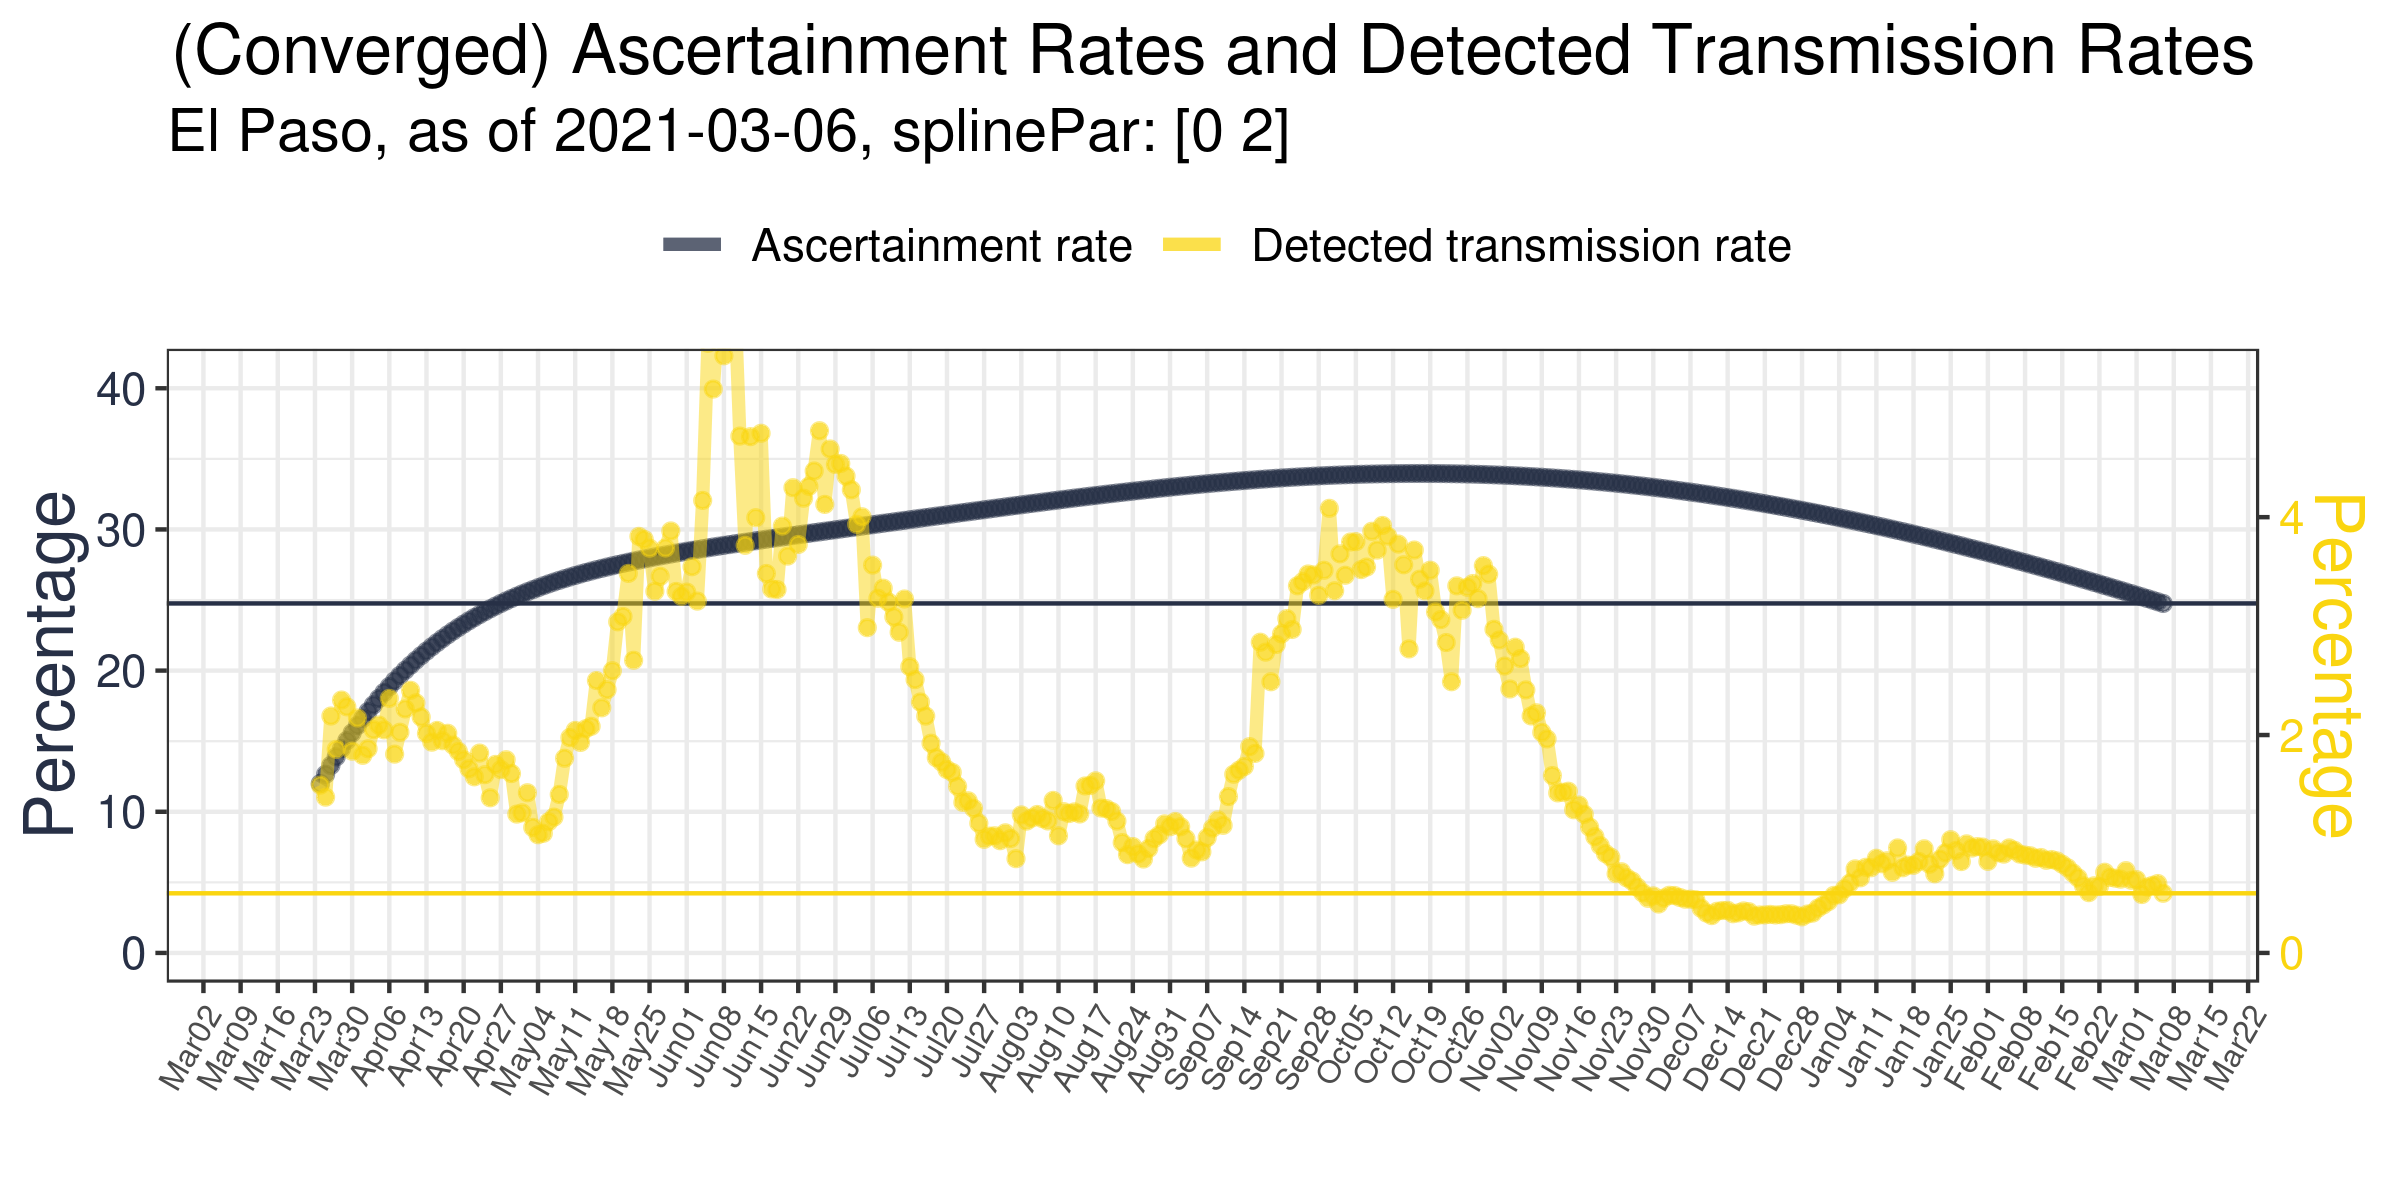 (Converged) Ascertainment Rates and Detected Transmission Rates
El Paso, as of 2021-03-06, splinePar: [0 2]
Ascertainment rate
Detected transmission rate
Percentage
40
30
20
10
0
4
2
0
Percentage
Mar02
Mar09
Mar16
Mar23
Mar30
Apr06
Apr13
Apr20
Apr27
May04
May11
May18
May25
Jun01
Jun08
Jun15
Jun22
Jun29
Jul06
Jul13
Jul20
Jul27
Aug03
Aug10
Aug17
Aug24
Aug31
Sep07
Sep14
Sep21
Sep28
Oct05
Oct12
Oct19
Oct26
Nov02
Nov09
Nov16
Nov23
Nov30
Dec07
Dec14
Dec21
Dec28
Jan04
Jan11
Jan18
Jan25
Feb01
Feb08
Feb15
Feb22
Mar01
Mar08
Mar15
Mar22